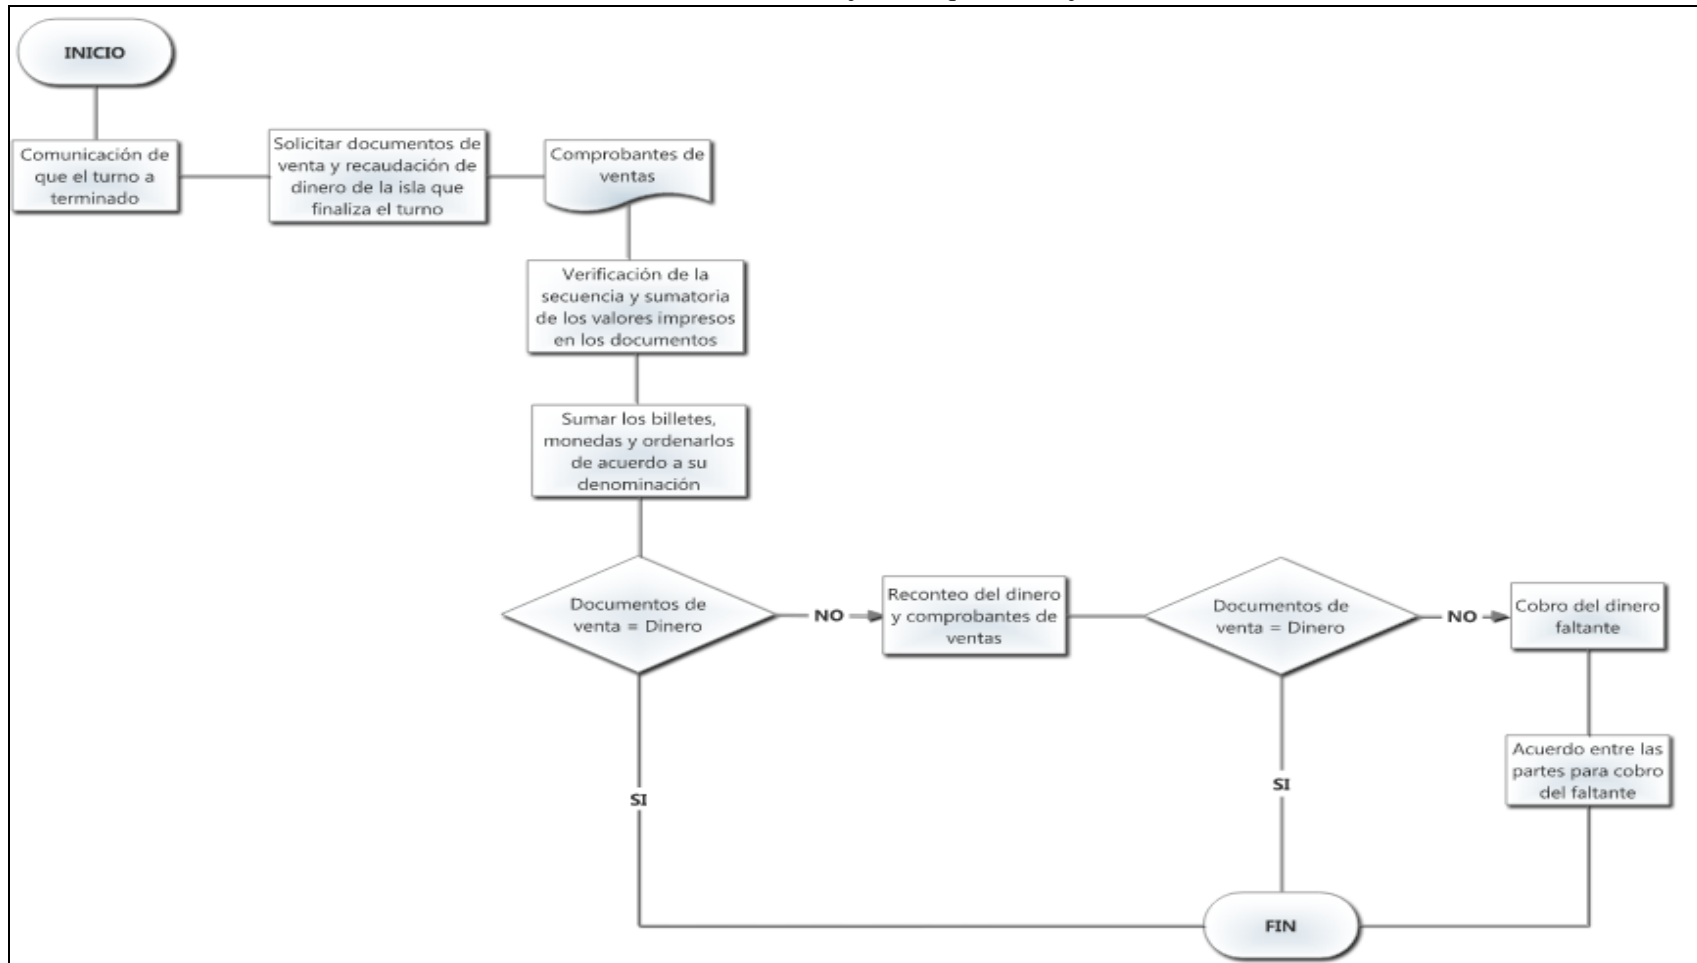 INICIO
Comunicación de
que el turno a
terminado
Solicitar documentos de
venta y recaudación de
dinero de la isla que
finaliza el turno
Comprobantes de
ventas
Verificación de la
secuencia y sumatoria
de los valores impresos
en los documentos
Sumar los billetes,
monedas y ordenarlos
de acuerdo a su
denominación
Documentos de
venta = Dinero
NO
Reconteo del dinero
y comprobantes de
ventas
Documentos de
venta = Dinero
NO
Cobro del dinero
faltante
Acuerdo entre las
partes para cobro
del faltante
SI
SI
FIN